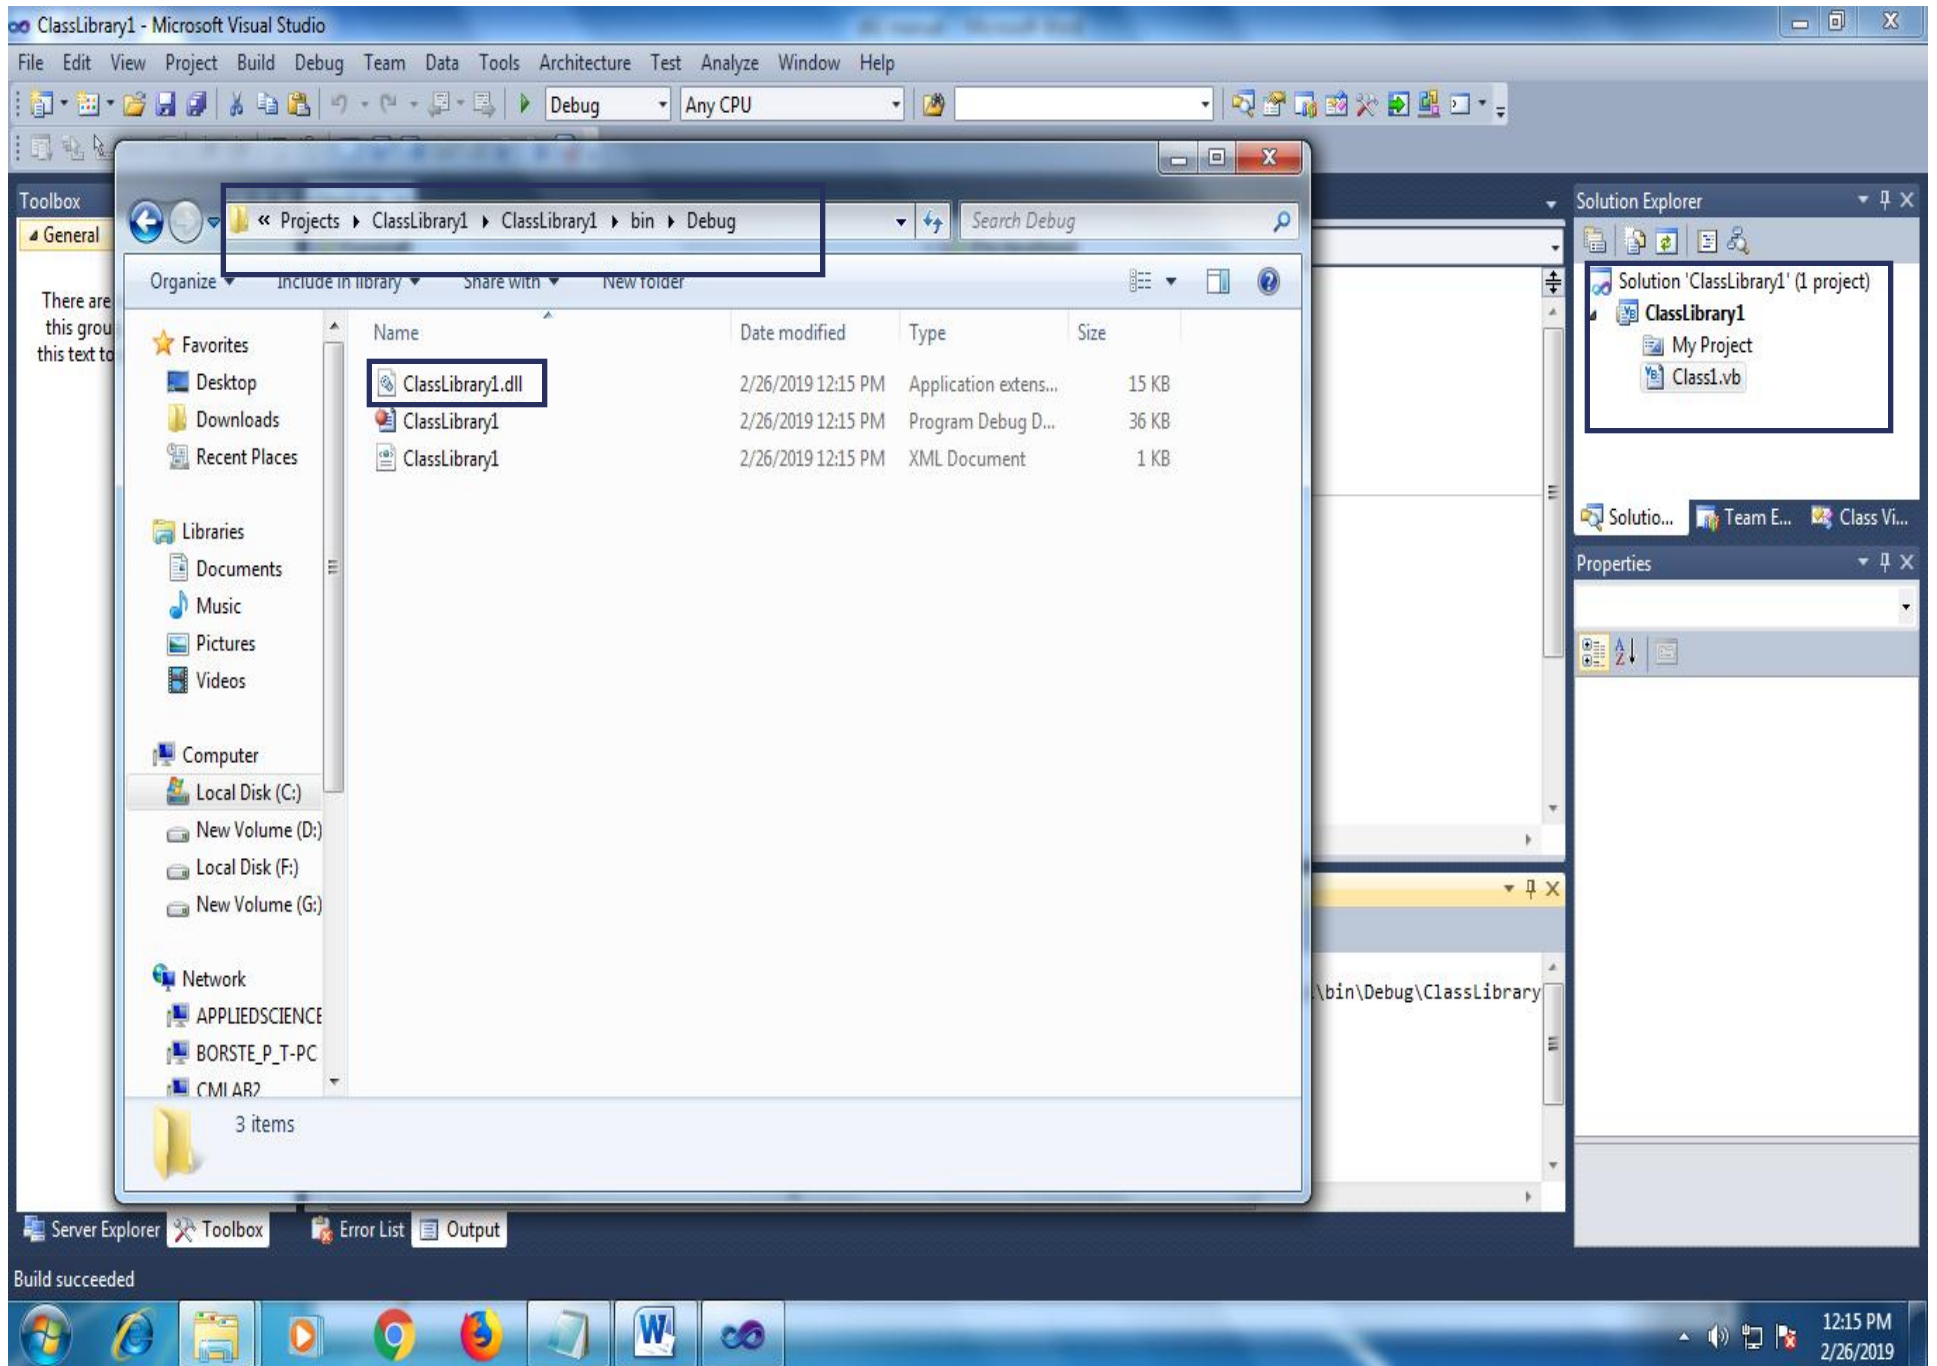 ClassLibrary1 - Microsoft Visual Studio
File Edit View Project Build Debug Team Data Tools Architecture Test Analyze Window Help
Debug Any CPU
Toolbox
General
There are
this grou
this text to
« Projects ClassLibrary1 ClassLibrary1 bin Debug
Search Debug
Organize Include in library Share with New folder
Favorites
Desktop
Downloads
Recent Places
Libraries
Documents
Music
Pictures
Videos
Computer
Local Disk (C:)
New Volume (D:)
Local Disk (F:)
New Volume (G:)
Network
APPLIEDSCIENCE
BORSTE_P_T-PC
CMLAB2
Name Date modified Type Size
ClassLibrary1.dll 2/26/2019 12:15 PM Application extens... 15 KB
ClassLibrary1 2/26/2019 12:15 PM Program Debug D... 36 KB
ClassLibrary1 2/26/2019 12:15 PM XML Document 1 KB
3 items
\bin\Debug\ClassLibrary
Solution Explorer
Solution 'ClassLibrary1' (1 project)
ClassLibrary1
My Project
Class1.vb
Solutio... Team E... Class Vi...
Properties
Server Explorer Toolbox Error List Output
Build succeeded
12:15 PM
2/26/2019